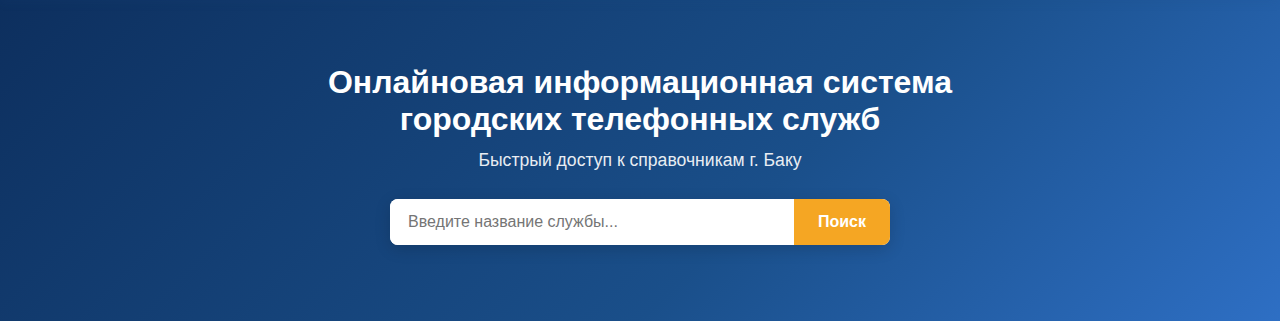 Онлайновая информационная система
городских телефонных служб
Быстрый доступ к справочникам г. Баку
Введите название службы...
Поиск